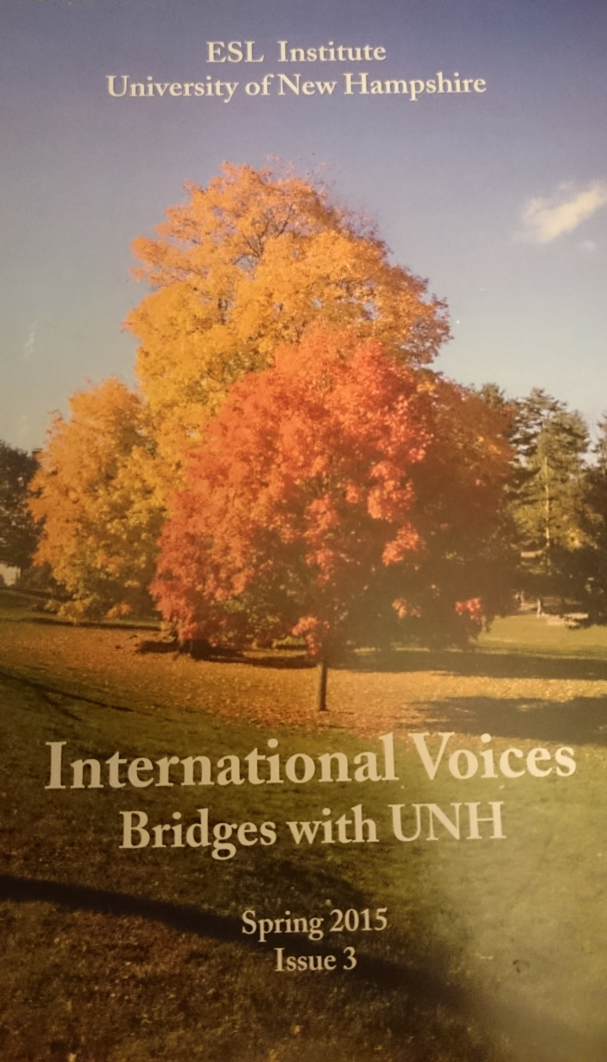 ESL Institute
University of New Hampshire
International Voices
Bridges with UNH
Spring 2015
Issue 3